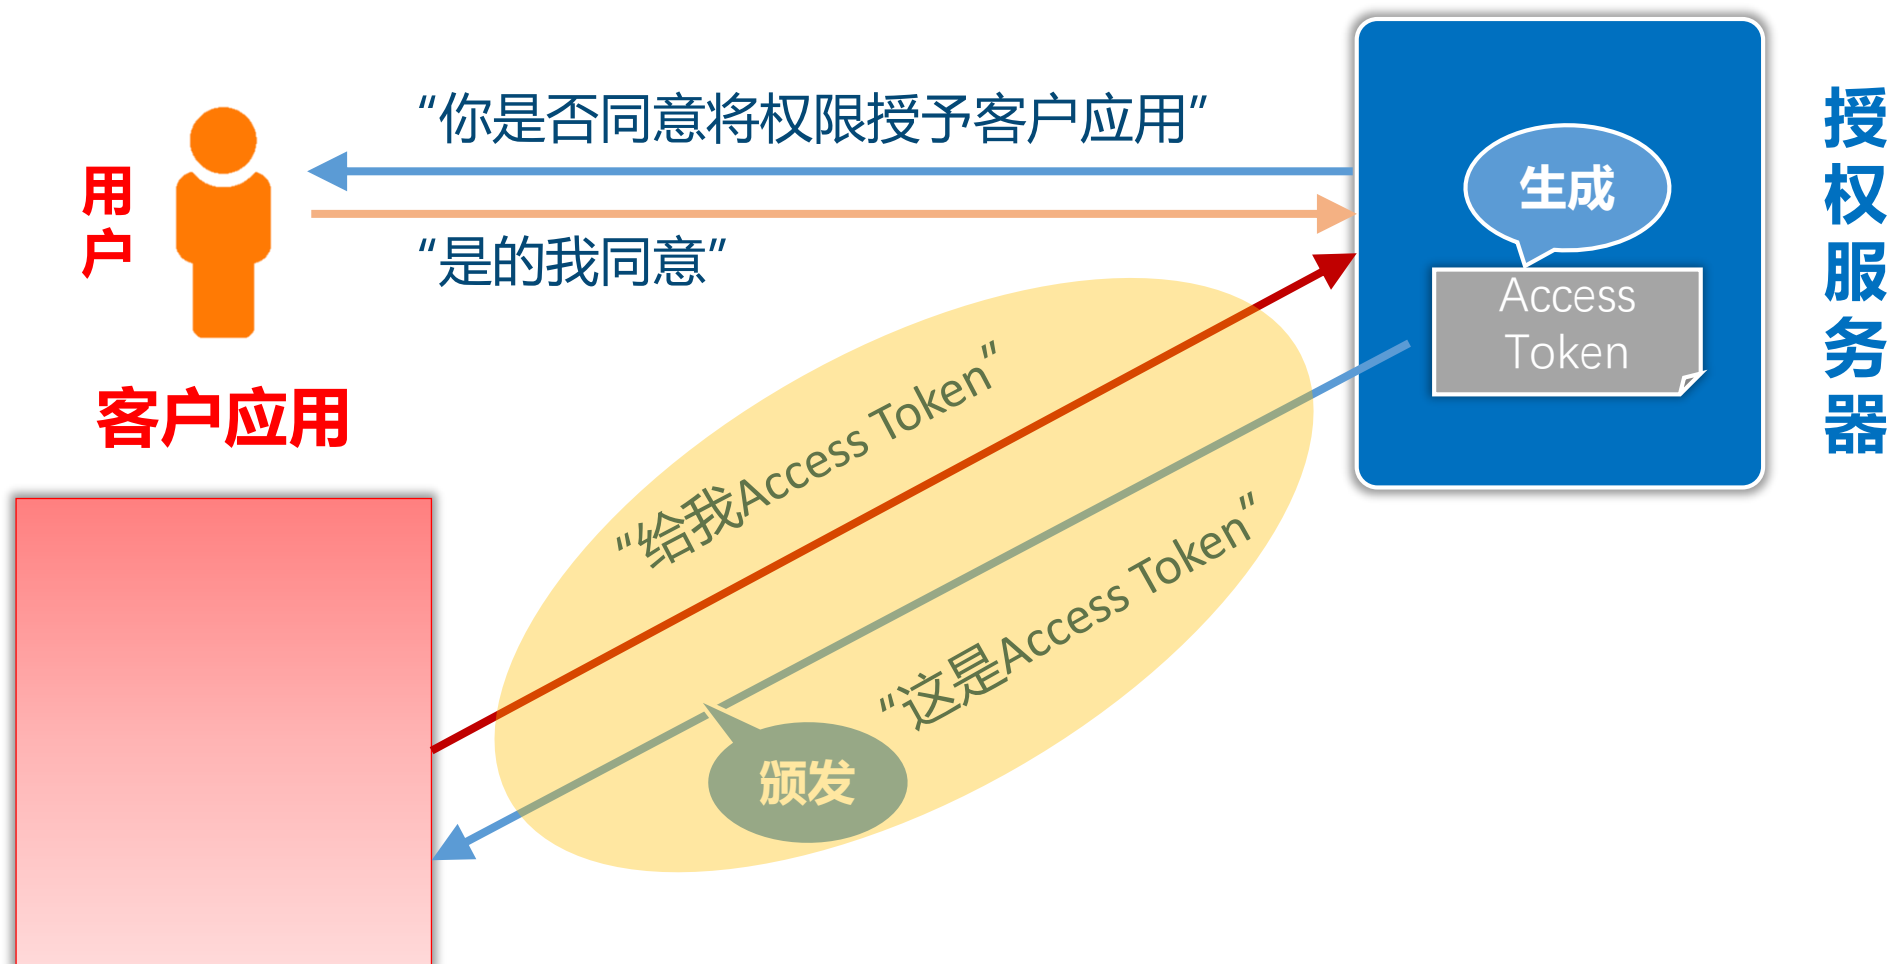 “你是否同意将权限授予客户应用”
用户
“是的我同意”
授权服务器
生成
Access
Token
客户应用
“给我Access Token”
“这是Access Token”
颁发